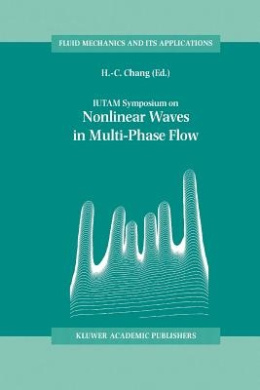 FLUID MECHANICS AND ITS APPLICATIONS
H.-C. Chang (Ed.)
IUTAM Symposium on
Nonlinear Waves
in Multi-Phase Flow
KLUWER ACADEMIC PUBLISHERS